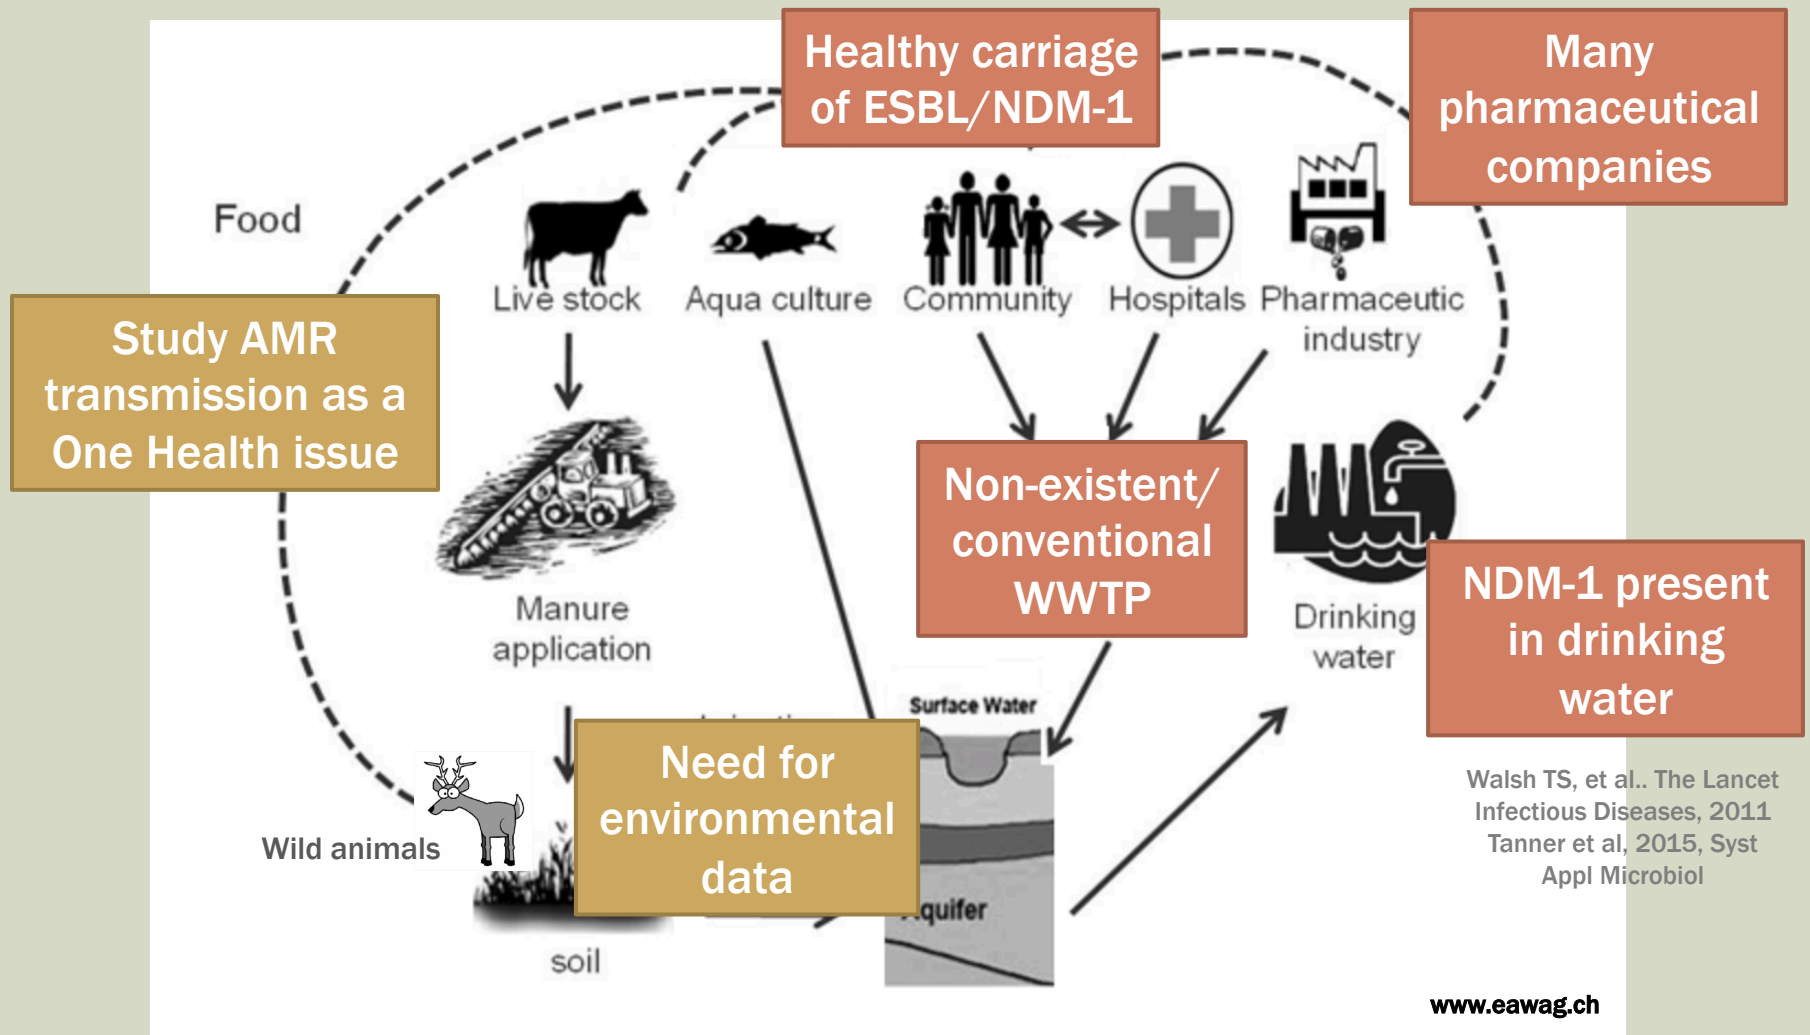 Healthy carriage
of ESBL/NDM-1
Many
pharmaceutical
companies
Food
Live stock
Aqua culture
Community
Hospitals
Pharmaceutic
industry
Study AMR
transmission as a
One Health issue
Non-existent/
conventional
WWTP
Manure
application
Drinking
water
NDM-1 present
in drinking
water
Surface Water
Need for
environmental
data
Wild animals
quifer
soil
Walsh TS, et al.. The Lancet
Infectious Diseases, 2011
Tanner et al, 2015, Syst
Appl Microbiol
www.eawag.ch